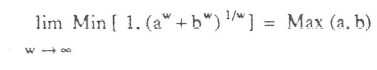 lim Min [ 1. (a^w + b^w)^1/w ] = Max (a. b)
w → ∞